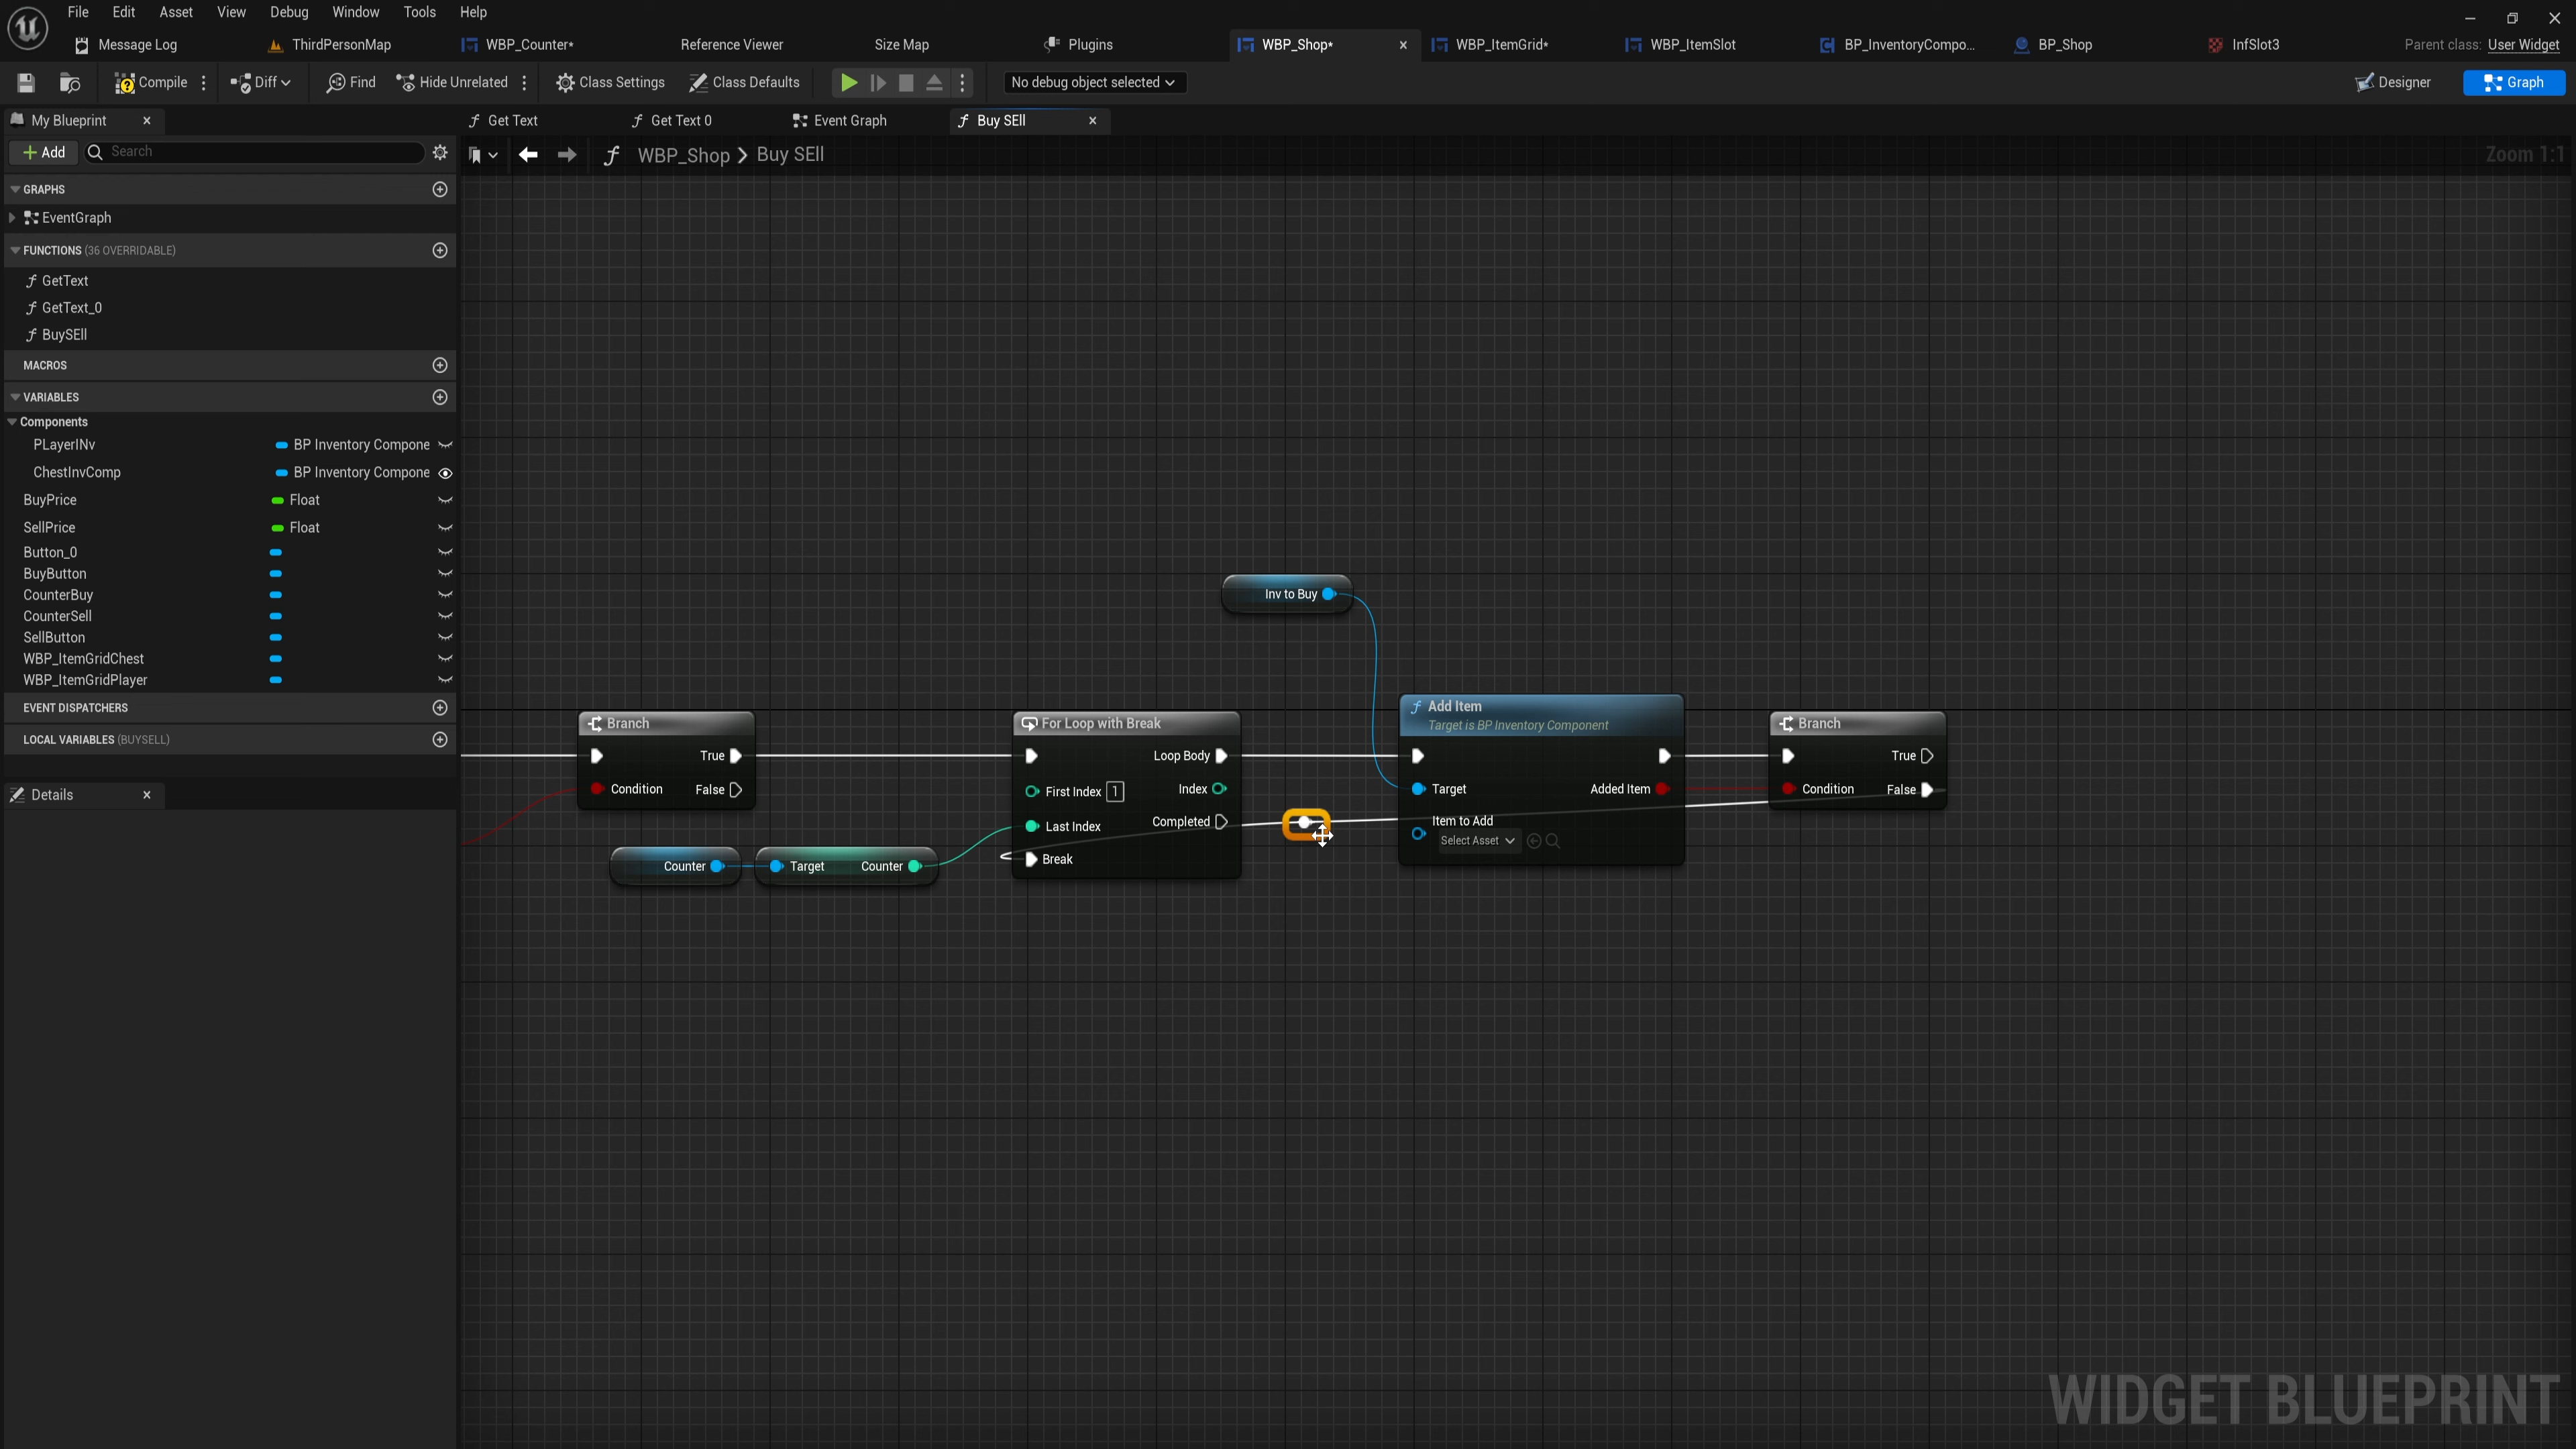 File Edit Asset View Debug Window Tools Help
Message Log ThirdPersonMap WBP_Counter* Reference Viewer Size Map Plugins WBP_Shop* WBP_ItemGrid* WBP_ItemSlot BP_InventoryCompo... BP_Shop InfSlot3 Parent class: User Widget
Compile Diff Find Hide Unrelated Class Settings Class Defaults No debug object selected Designer Graph
My Blueprint Get Text Get Text 0 Event Graph Buy SEll
Add Search WBP_Shop > Buy SEll Zoom 1:1
GRAPHS
EventGraph
FUNCTIONS (36 OVERRIDABLE)
GetText
GetText_0
BuySEll
MACROS
VARIABLES
Components
PLayerINv BP Inventory Compone
ChestInvComp BP Inventory Compone
BuyPrice Float
SellPrice Float
Button_0
BuyButton
CounterBuy
CounterSell
SellButton
WBP_ItemGridChest
WBP_ItemGridPlayer
EVENT DISPATCHERS
LOCAL VARIABLES (BUYSELL)
Details
Inv to Buy
Branch
True
Condition False
Counter Target Counter
For Loop with Break
Loop Body
First Index 1 Index
Last Index Completed
Break
Add Item
Target is BP Inventory Component
Target Added Item
Item to Add
Select Asset
Branch
True
Condition False
WIDGET BLUEPRINT